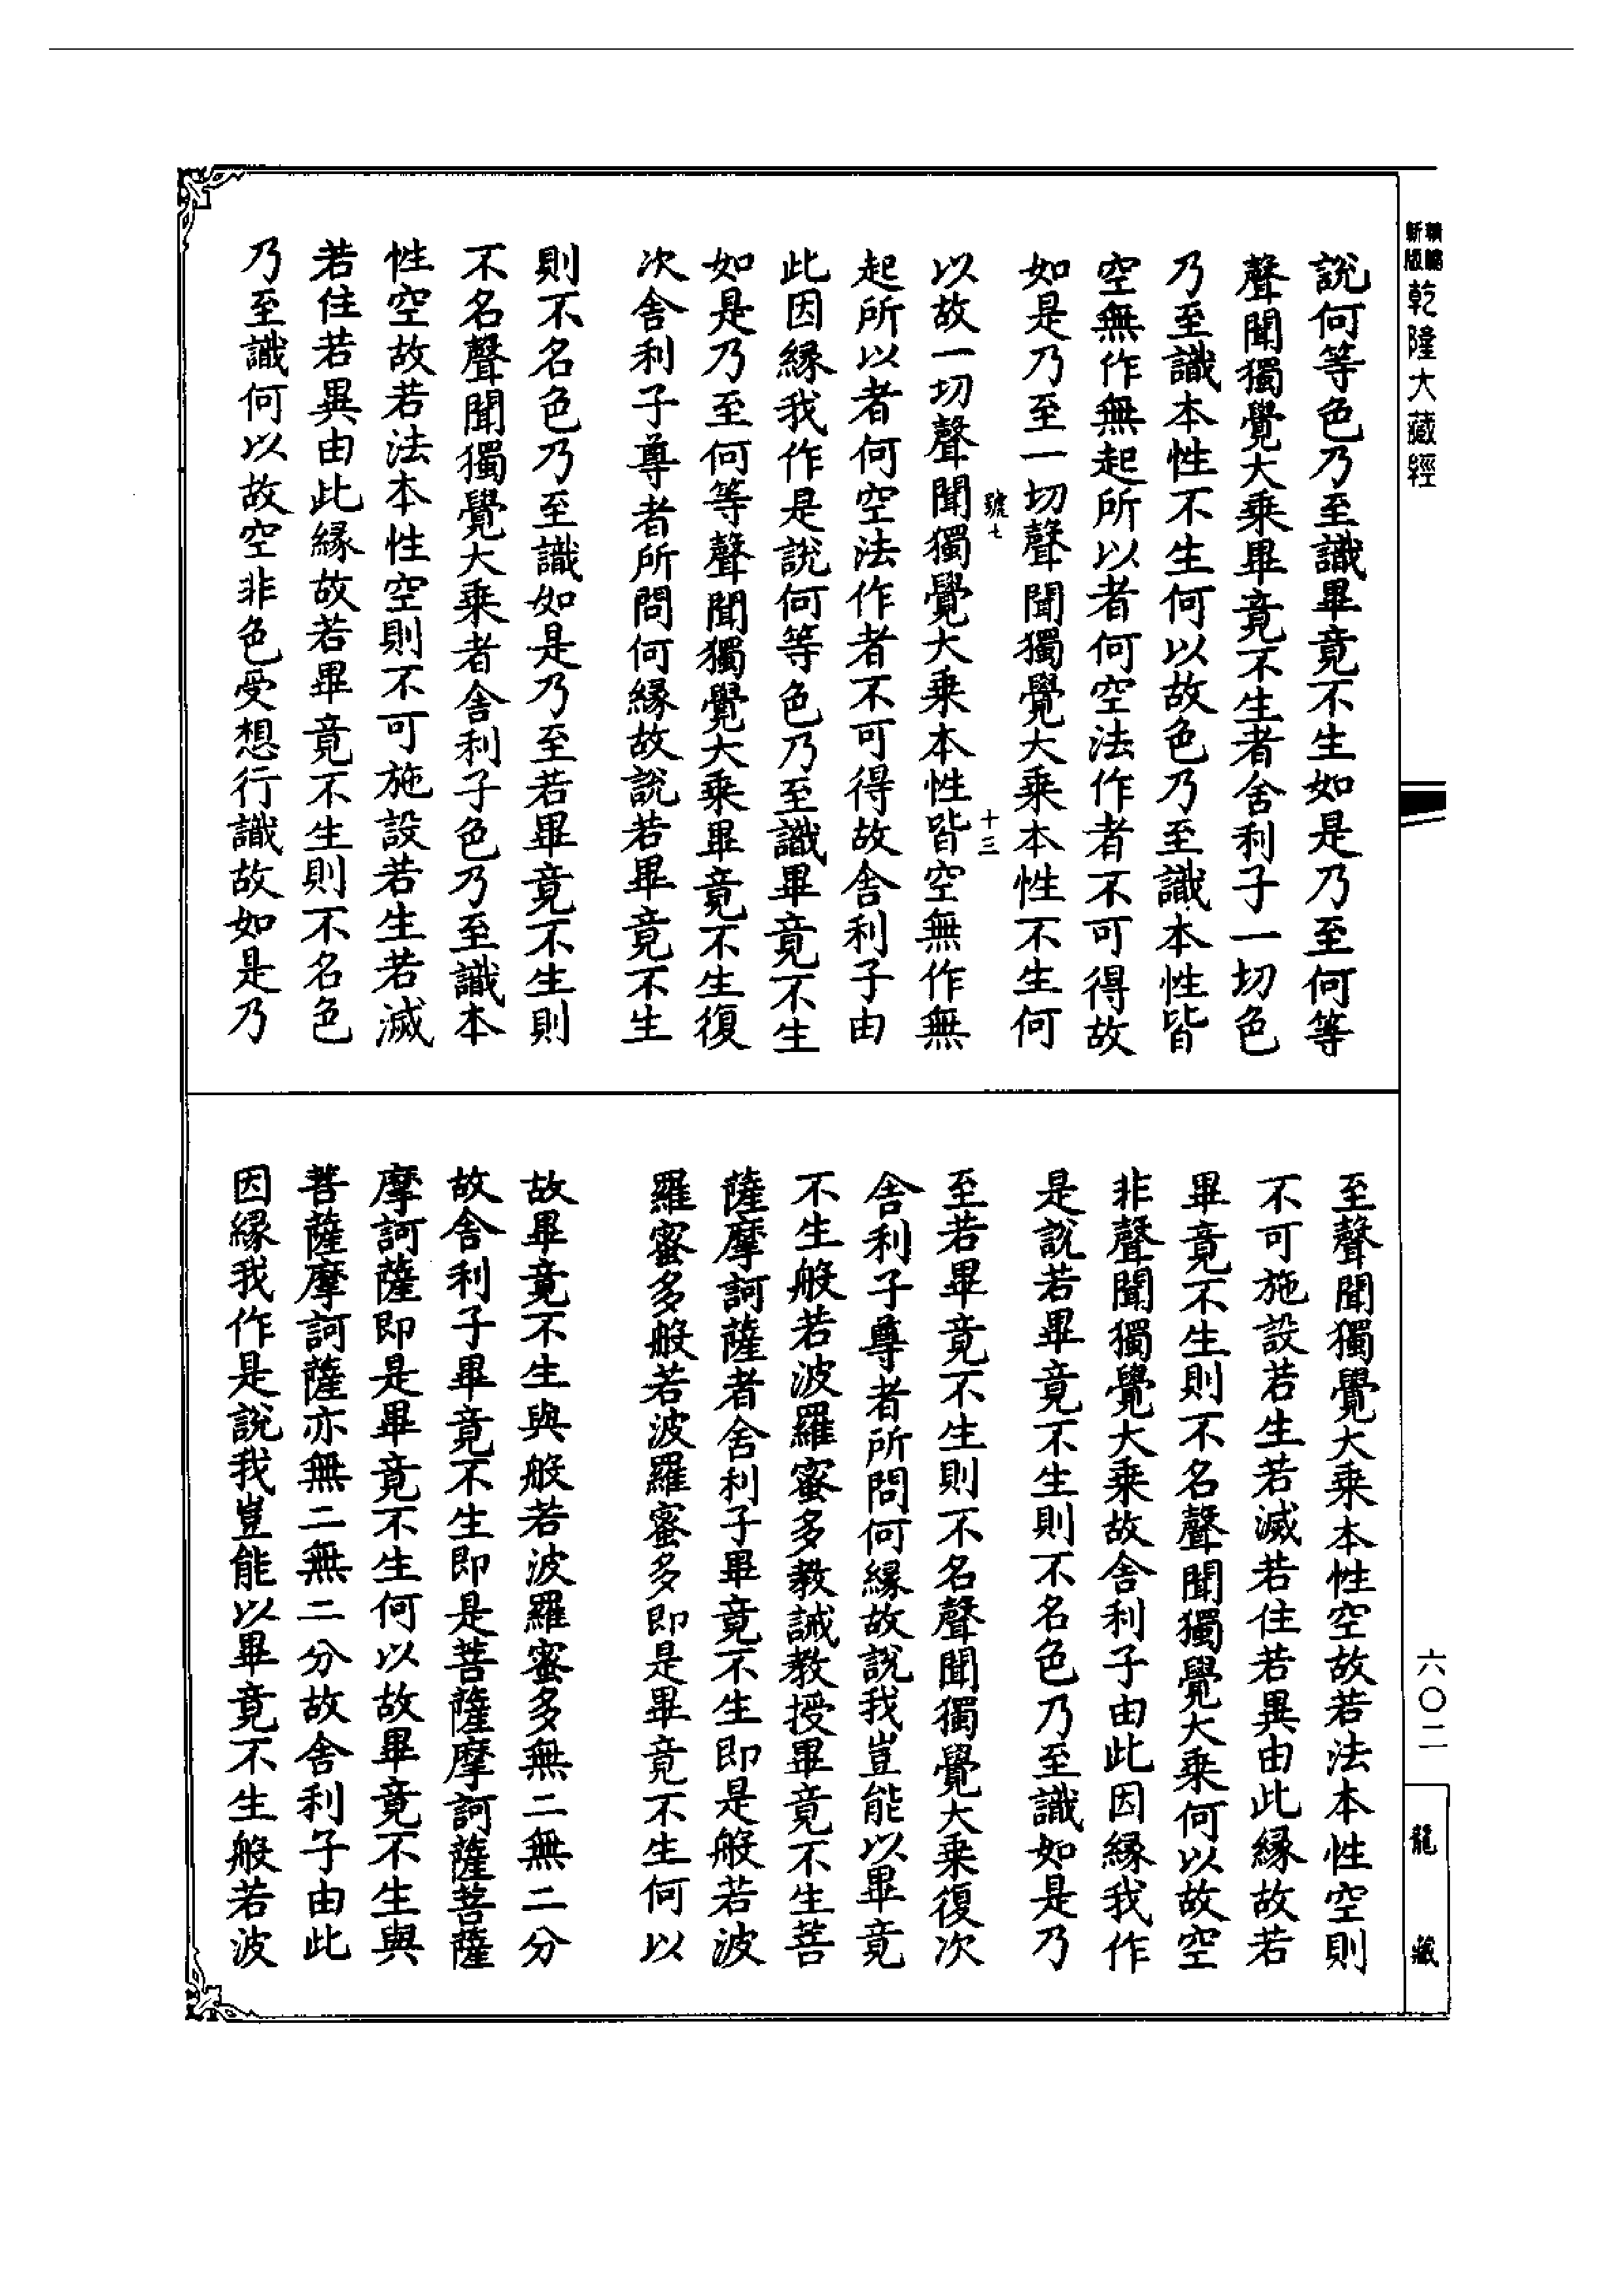 新編
新版
乾隆大藏經
說何等色乃至識畢竟不生如是乃至何等
聲聞獨覺大乘畢竟不生者舍利子一切色
乃至識本性不生何以故色乃至識本性皆
空無作無起所以者何空法作者不可得故
如是乃至一切聲聞獨覺大乘本性不生何
號七
十三
以故一切聲聞獨覺大乘本性皆空無作無
起所以者何空法作者不可得故舍利子由
此因緣我作是說何等色乃至識畢竟不生
如是乃至何等聲聞獨覺大乘畢竟不生復
次舍利子尊者所問何緣故說若畢竟不生
則不名色乃至識如是乃至若畢竟不生則
不名聲聞獨覺大乘者舍利子色乃至識本
性空故若法本性空則不可施設若生若滅
若住若異由此緣故若畢竟不生則不名色
乃至識何以故空非色受想行識故如是乃
至聲聞獨覺大乘本性空故若法本性空則
不可施設若生若滅若住若異由此緣故若
畢竟不生則不名聲聞獨覺大乘何以故空
非聲聞獨覺大乘故舍利子由此因緣我作
是說若畢竟不生則不名色乃至識如是乃
至若畢竟不生則不名聲聞獨覺大乘復次
舍利子尊者所問何緣故說我豈能以畢竟
不生般若波羅蜜多教誡教授畢竟不生菩
薩摩訶薩者舍利子畢竟不生即是般若波
羅蜜多般若波羅蜜多即是畢竟不生何以
故畢竟不生與般若波羅蜜多無二無二分
故舍利子畢竟不生即是菩薩摩訶薩菩薩
摩訶薩即是畢竟不生何以故畢竟不生與
菩薩摩訶薩亦無二無二分故舍利子由此
因緣我作是說我豈能以畢竟不生般若波
六〇二
龍藏